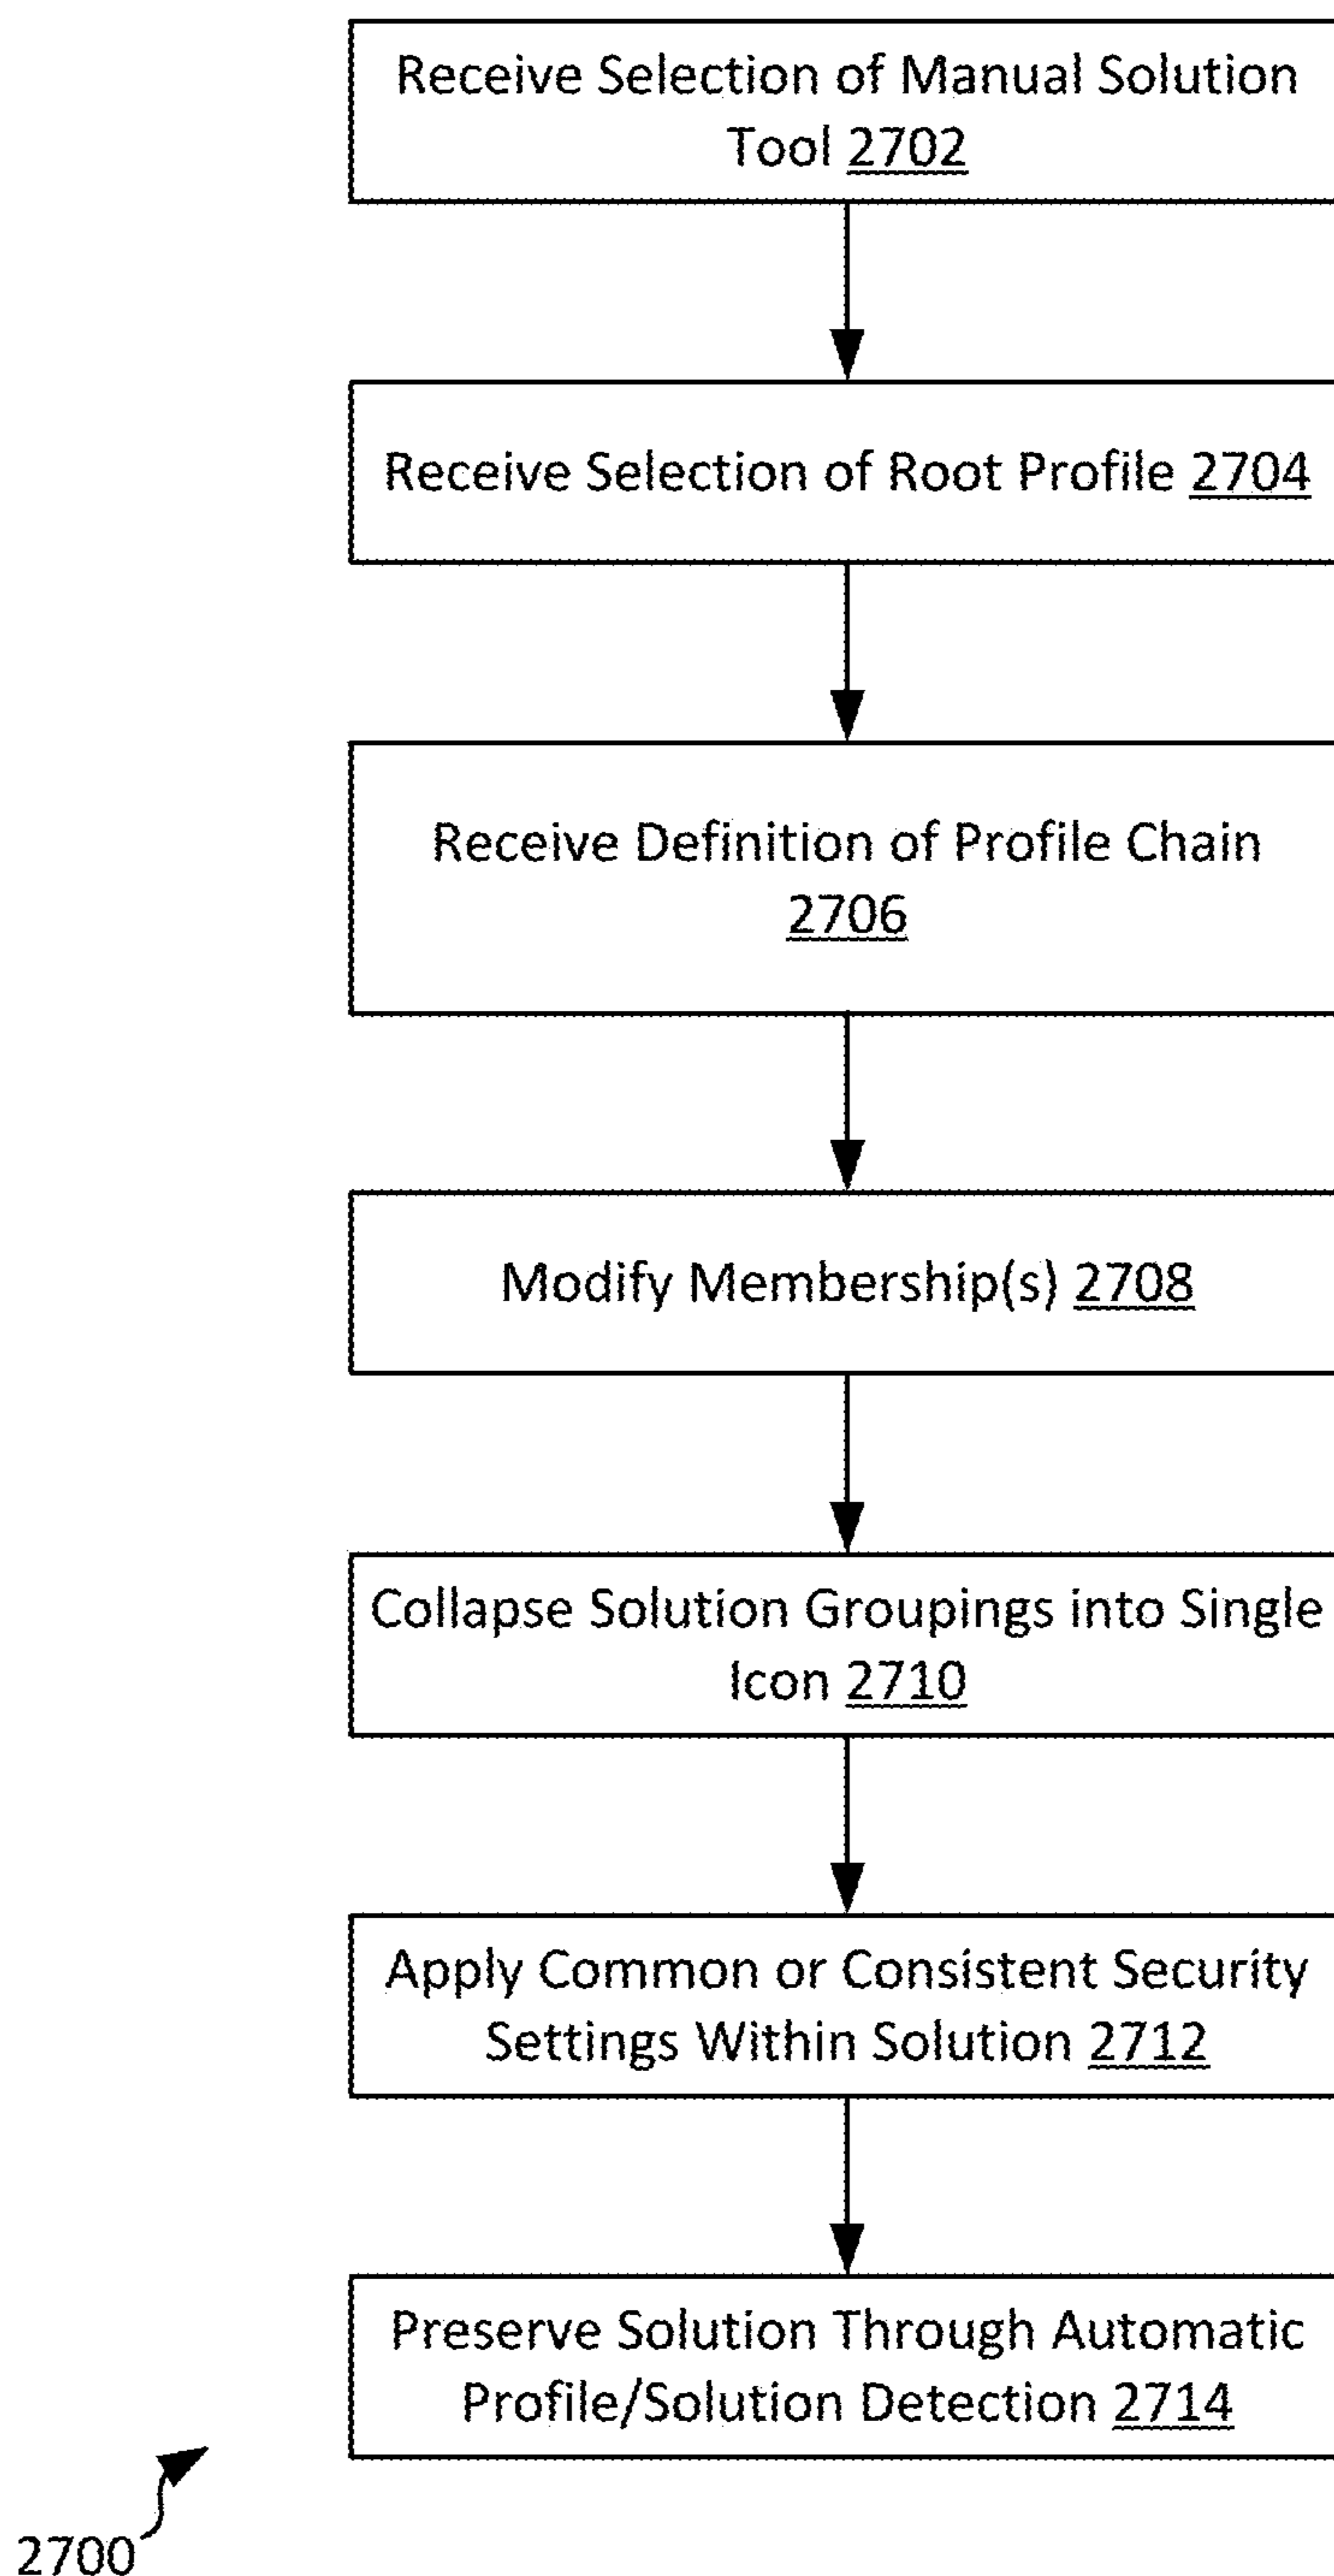 Receive Selection of Manual Solution
Tool 2702
Receive Selection of Root Profile 2704
Receive Definition of Profile Chain
2706
Modify Membership(s) 2708
Collapse Solution Groupings into Single
Icon 2710
Apply Common or Consistent Security
Settings Within Solution 2712
Preserve Solution Through Automatic
Profile/Solution Detection 2714
2700